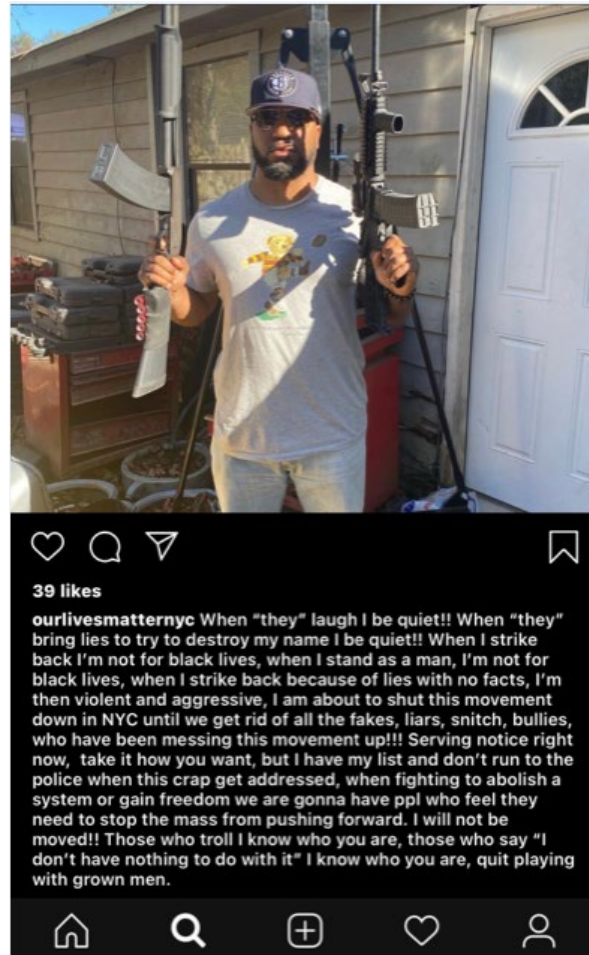 39 likes
ourlivesmatternyc When "they" laugh I be quiet!! When "they"
bring lies to try to destroy my name I be quiet!! When I strike
back I'm not for black lives, when I stand as a man, I'm not for
black lives, when I strike back because of lies with no facts, I'm
then violent and aggressive, I am about to shut this movement
down in NYC until we get rid of all the fakes, liars, snitch, bullies,
who have been messing this movement up!!! Serving notice right
now, take it how you want, but I have my list and don't run to the
police when this crap get addressed, when fighting to abolish a
system or gain freedom we are gonna have ppl who feel they
need to stop the mass from pushing forward. I will not be
moved!! Those who troll I know who you are, those who say "I
don't have nothing to do with it" I know who you are, quit playing
with grown men.